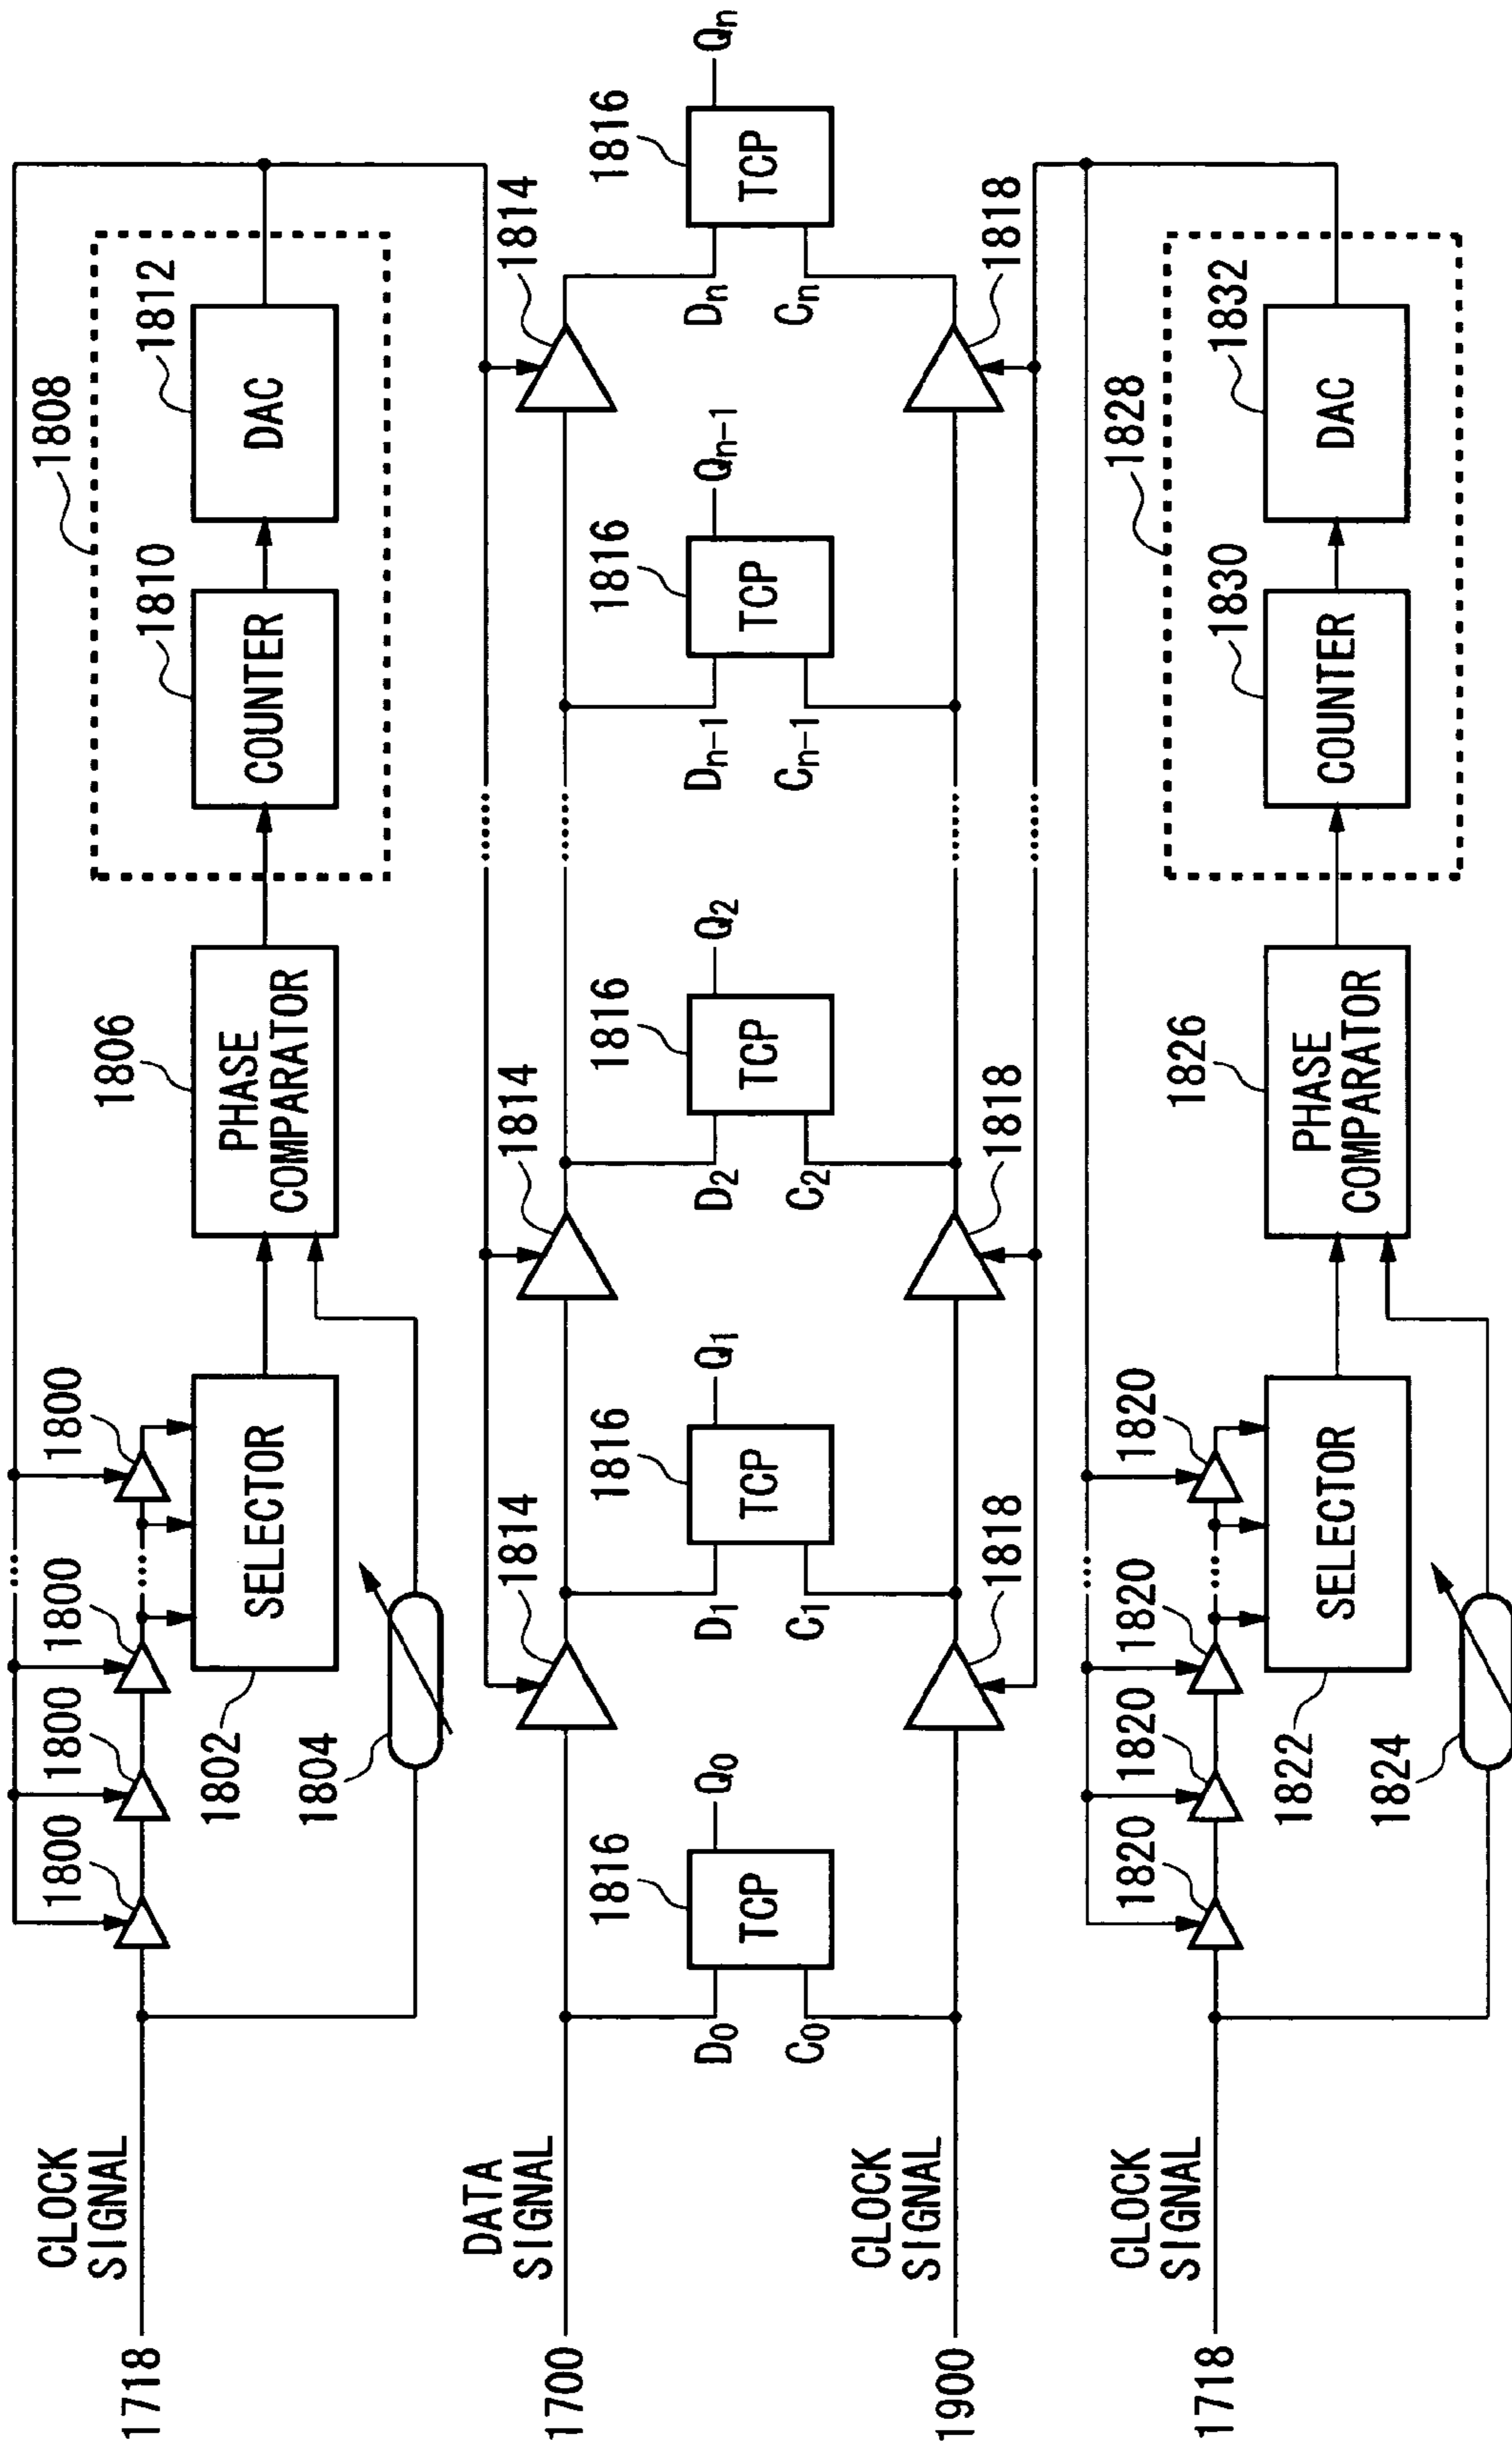 1718
CLOCK
SIGNAL
1800
1800
1800
1800
1802
SELECTOR
1804
1806
PHASE
COMPARATOR
1808
1810
COUNTER
1812
DAC
1700
DATA
SIGNAL
1814
1814
1814
D0
C0
1816
TCP
Q0
D1
C1
1816
TCP
Q1
D2
C2
1816
TCP
Q2
Dn-1
Cn-1
1816
TCP
Qn-1
Dn
Cn
1816
TCP
Qn
1900
CLOCK
SIGNAL
1818
1818
1818
1718
CLOCK
SIGNAL
1820
1820
1820
1820
1822
SELECTOR
1824
1826
PHASE
COMPARATOR
1828
1830
COUNTER
1832
DAC